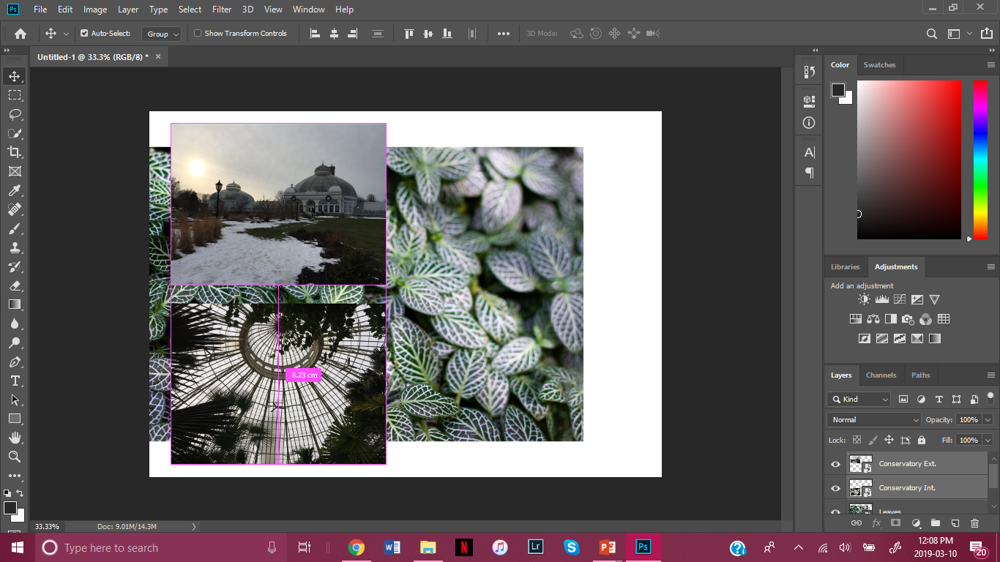 Ps File Edit Image Layer Type Select Filter 3D View Window Help
Auto-Select: Group Show Transform Controls 3D Mode:
Untitled-1 @ 33.3% (RGB/8) * ×
Color Swatches
Libraries Adjustments
Add an adjustment
6.23 cm
Layers Channels Paths
Kind
Normal Opacity: 100%
Lock: Fill: 100%
Conservatory Ext.
Conservatory Int.
Leaves
33.33% Doc: 9.01M/14.3M
Type here to search
N Lr Ps
12:08 PM
2019-03-10
20